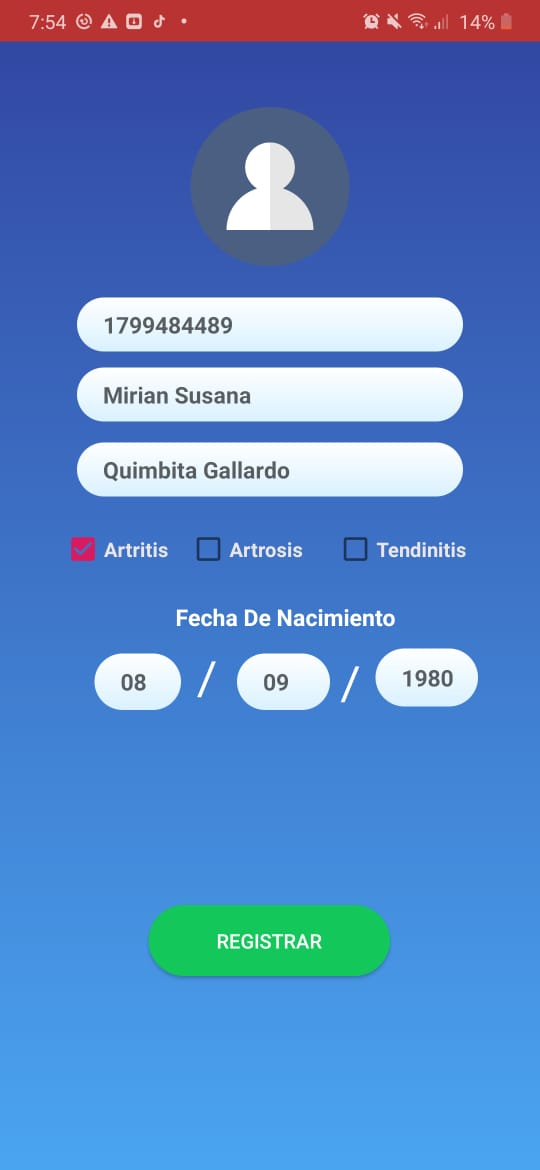 7:54 14%
1799484489
Mirian Susana
Quimbita Gallardo
Artritis Artrosis Tendinitis
Fecha De Nacimiento
08 / 09 / 1980
REGISTRAR